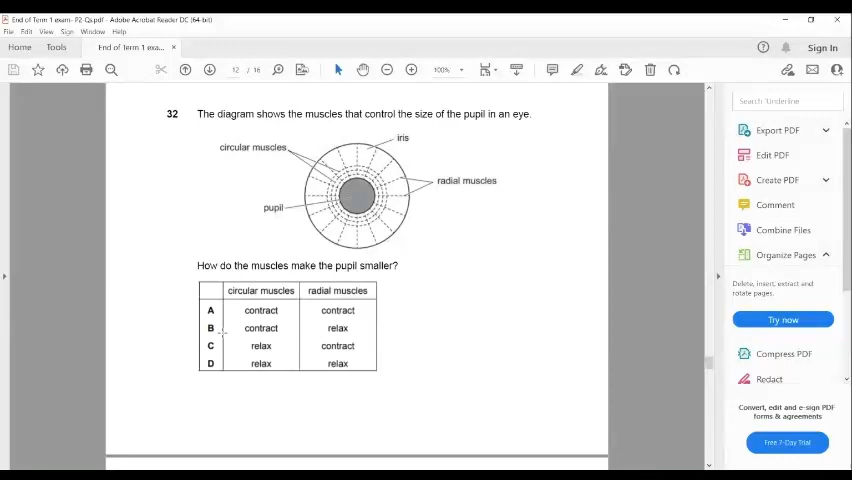 End of Term 1 exam- P2-Qs.pdf - Adobe Acrobat Reader DC (64-bit)
File Edit View Sign Window Help
Home Tools End of Term 1 exa... × Sign In
12 / 16 100%
32 The diagram shows the muscles that control the size of the pupil in an eye.
iris
circular muscles
radial muscles
pupil
How do the muscles make the pupil smaller?
circular muscles radial muscles
A contract contract
B contract relax
C relax contract
D relax relax
Search 'Underline
Export PDF
Edit PDF
Create PDF
Comment
Combine Files
Organize Pages
Delete, insert, extract and
rotate pages.
Try now
Compress PDF
Redact
Convert, edit and e-sign PDF
forms & agreements
Free 7-Day Trial